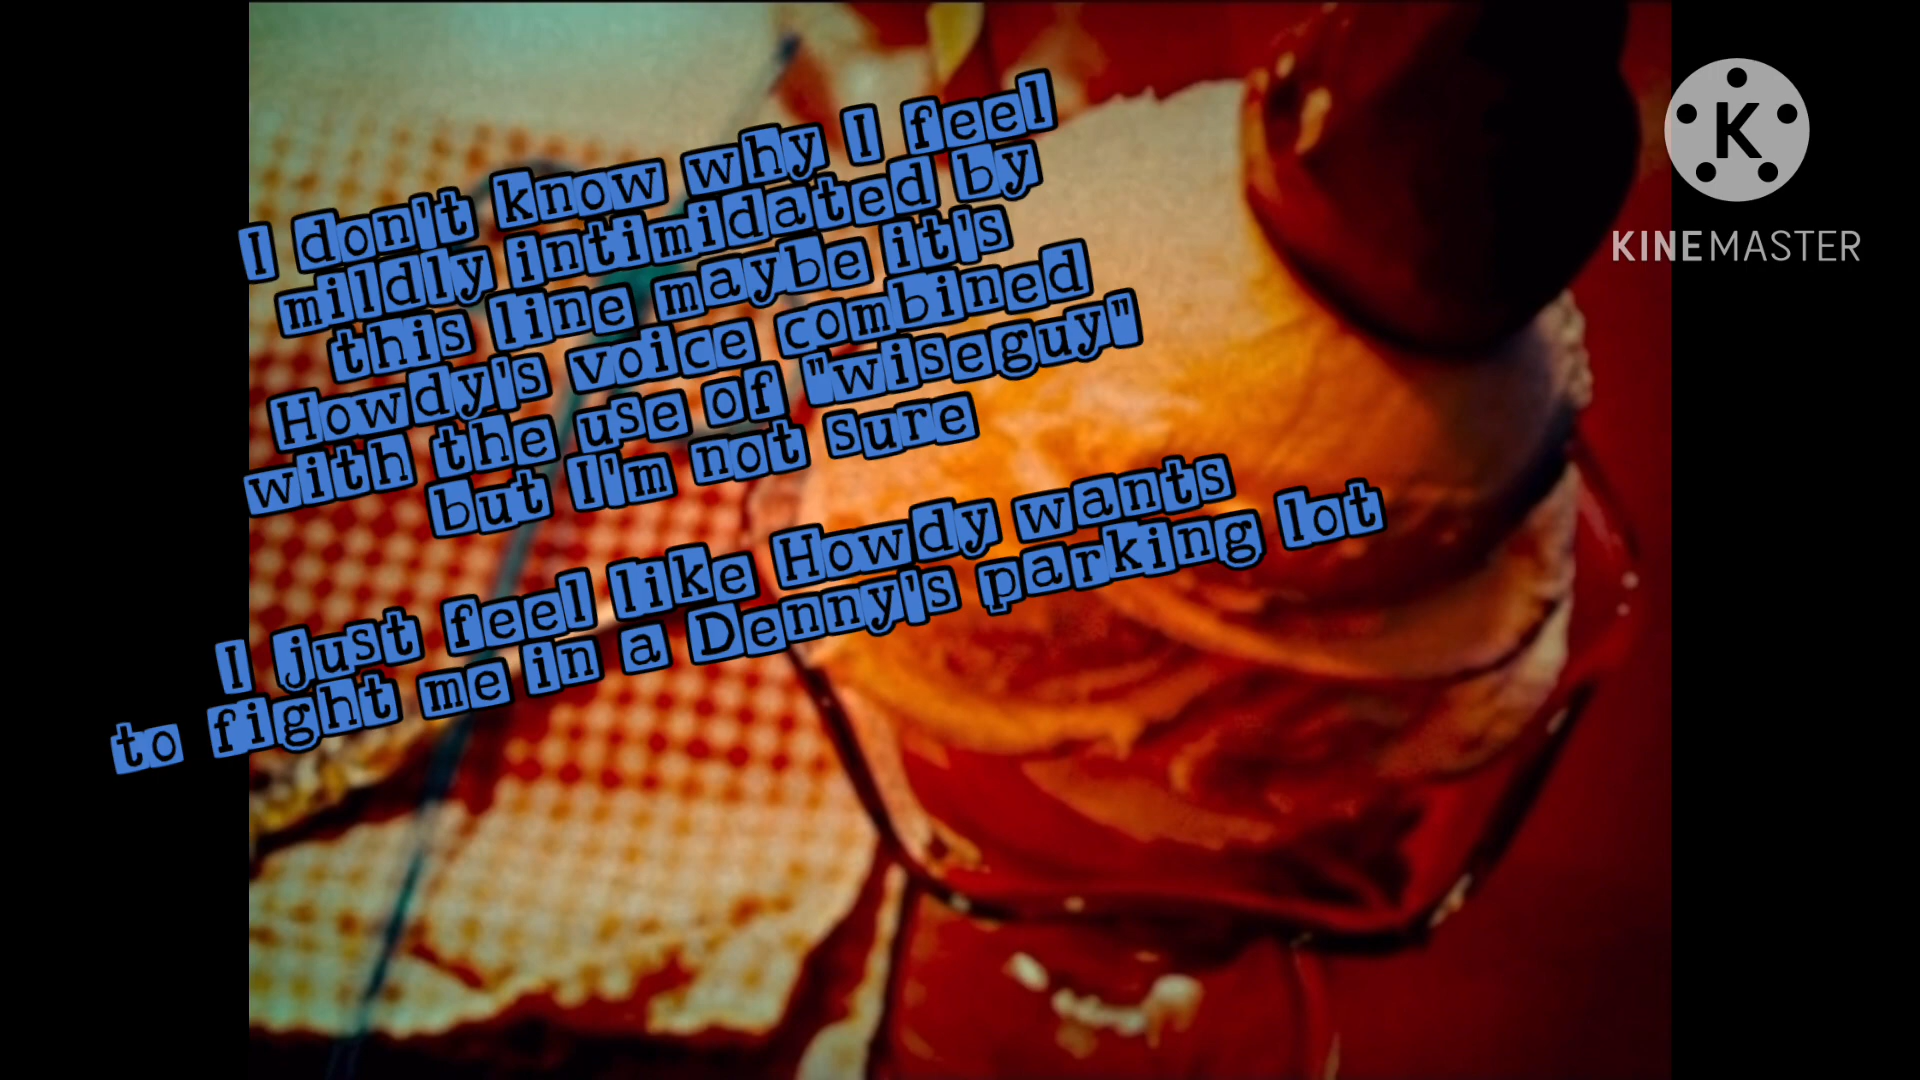 I don't know why I feel
mildly intimidated by
this line maybe it's
Howdy's voice combined
with the use of "wiseguy"
but I'm not sure
I just feel like Howdy wants
to fight me in a Denny's parking lot
K
KINEMASTER